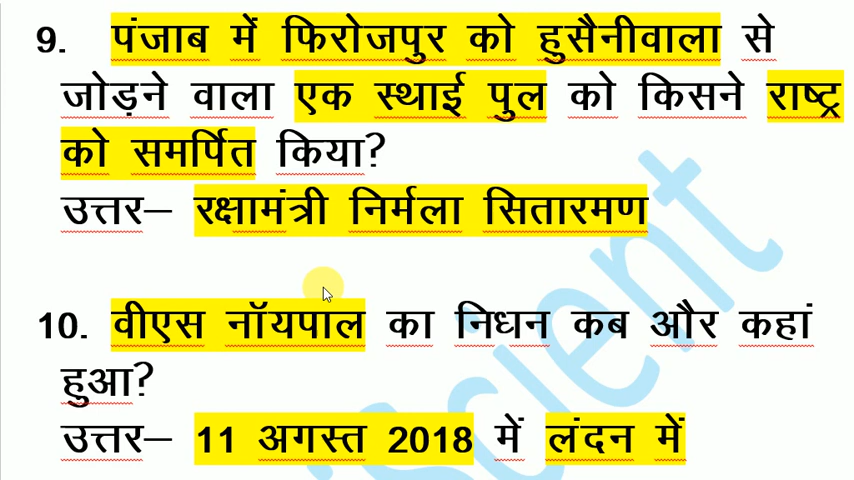 9. पंजाब में फिरोजपुर को हुसैनीवाला से
जोड़ने वाला एक स्थाई पुल को किसने राष्ट्र
को समर्पित किया?
उत्तर– रक्षामंत्री निर्मला सितारमण
10. वीएस नॉयपाल का निधन कब और कहां
हुआ?
उत्तर– 11 अगस्त 2018 में लंदन में